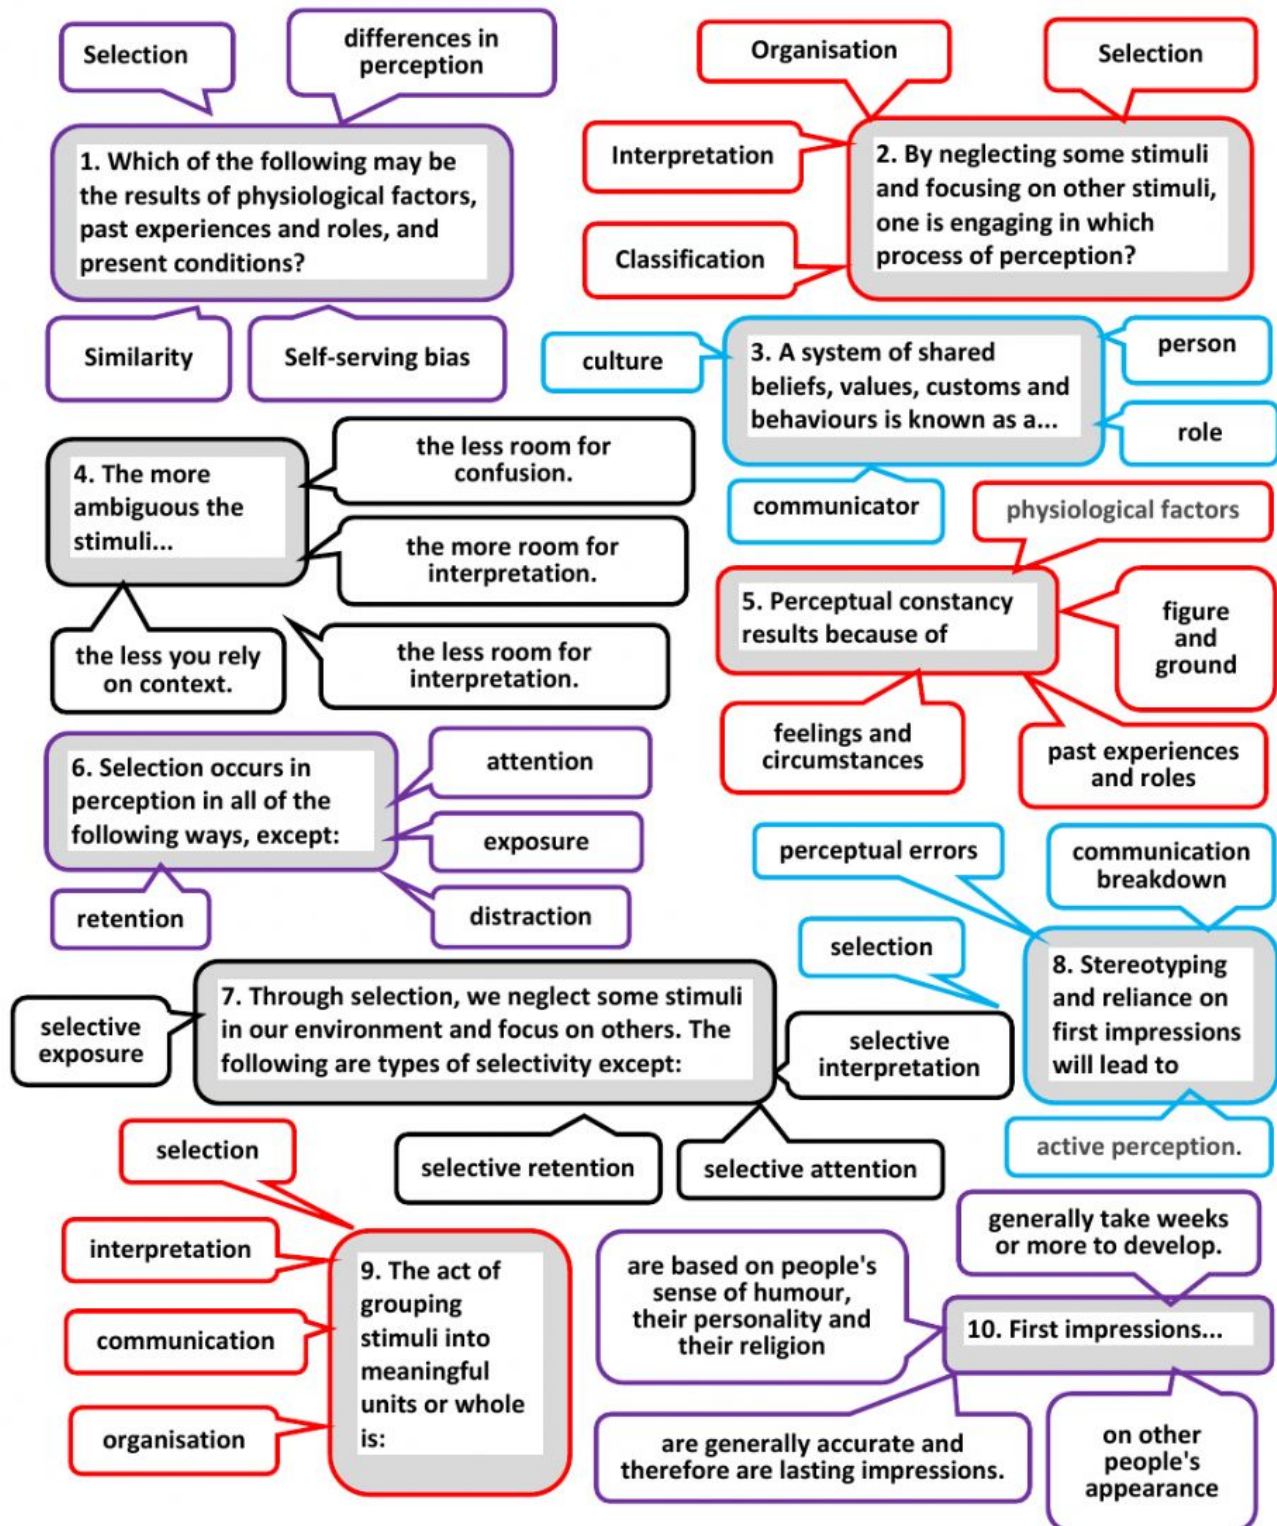 Selection
differences in
perception
1. Which of the following may be
the results of physiological factors,
past experiences and roles, and
present conditions?
Similarity
Self-serving bias
Organisation
Selection
Interpretation
Classification
2. By neglecting some stimuli
and focusing on other stimuli,
one is engaging in which
process of perception?
culture
3. A system of shared
beliefs, values, customs and
behaviours is known as a...
person
role
communicator
4. The more
ambiguous the
stimuli...
the less room for
confusion.
the more room for
interpretation.
the less you rely
on context.
the less room for
interpretation.
physiological factors
5. Perceptual constancy
results because of
figure
and
ground
feelings and
circumstances
past experiences
and roles
6. Selection occurs in
perception in all of the
following ways, except:
attention
exposure
retention
distraction
perceptual errors
communication
breakdown
selection
8. Stereotyping
and reliance on
first impressions
will lead to
active perception.
selective
exposure
7. Through selection, we neglect some stimuli
in our environment and focus on others. The
following are types of selectivity except:
selective
interpretation
selective retention
selective attention
selection
interpretation
communication
organisation
9. The act of
grouping
stimuli into
meaningful
units or whole
is:
generally take weeks
or more to develop.
are based on people's
sense of humour,
their personality and
their religion
10. First impressions...
are generally accurate and
therefore are lasting impressions.
on other
people's
appearance